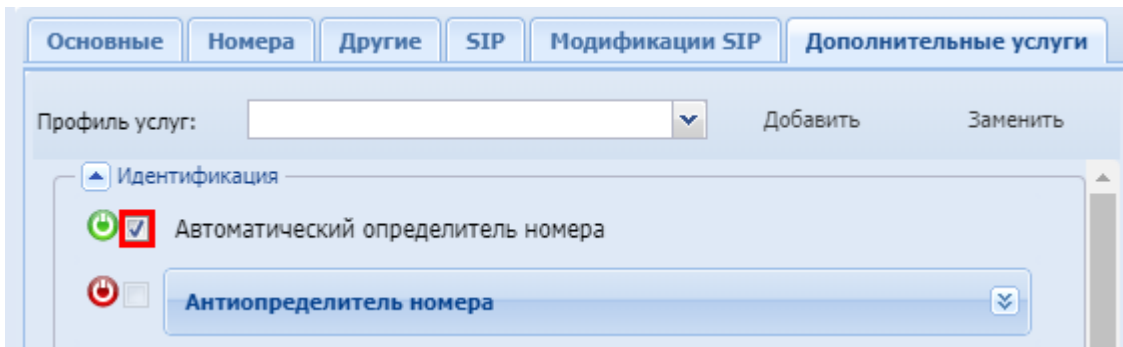 Основные Номера Другие SIP Модификации SIP Дополнительные услуги
Профиль услуг: Добавить Заменить
Идентификация
Автоматический определитель номера
Антиопределитель номера